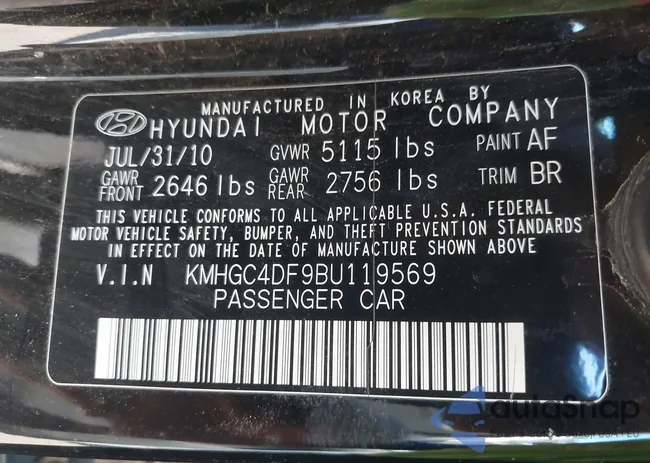 MANUFACTURED IN KOREA BY
HYUNDAI MOTOR COMPANY
JUL/31/10 GVWR 5115 lbs PAINT AF
GAWR FRONT 2646 lbs GAWR REAR 2756 lbs TRIM BR
THIS VEHICLE CONFORMS TO ALL APPLICABLE U.S.A. FEDERAL
MOTOR VEHICLE SAFETY, BUMPER, AND THEFT PREVENTION STANDARDS
IN EFFECT ON THE DATE OF MANUFACTURE SHOWN ABOVE
V.I.N KMHGC4DF9BU119569
PASSENGER CAR
autoSnap